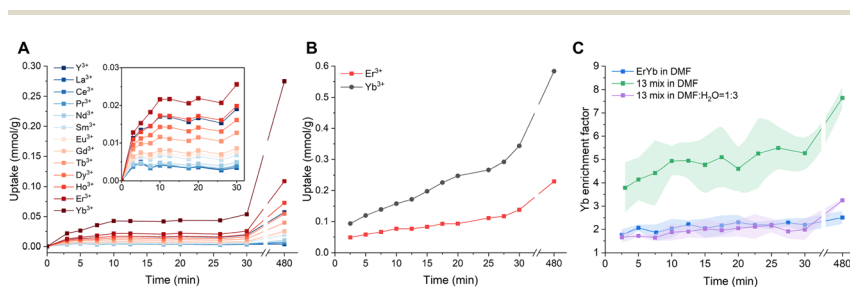 A
Uptake (mmol/g)
0.30
0.25
0.20
0.15
0.10
0.05
0.00
Y³⁺
La³⁺
Ce³⁺
Pr³⁺
Nd³⁺
Sm³⁺
Eu³⁺
Gd³⁺
Tb³⁺
Dy³⁺
Ho³⁺
Er³⁺
Yb³⁺
0.03
0.02
0.01
0.00
0 5 10 15 20 25 30
0 5 10 15 20 25 30 480
Time (min)
B
Uptake (mmol/g)
0.6
0.5
0.4
0.3
0.2
0.1
0.0
Er³⁺
Yb³⁺
0 5 10 15 20 25 30 480
Time (min)
C
Yb enrichment factor
9
8
7
6
5
4
3
2
1
ErYb in DMF
13 mix in DMF
13 mix in DMF:H₂O=1:3
0 5 10 15 20 25 30 480
Time (min)